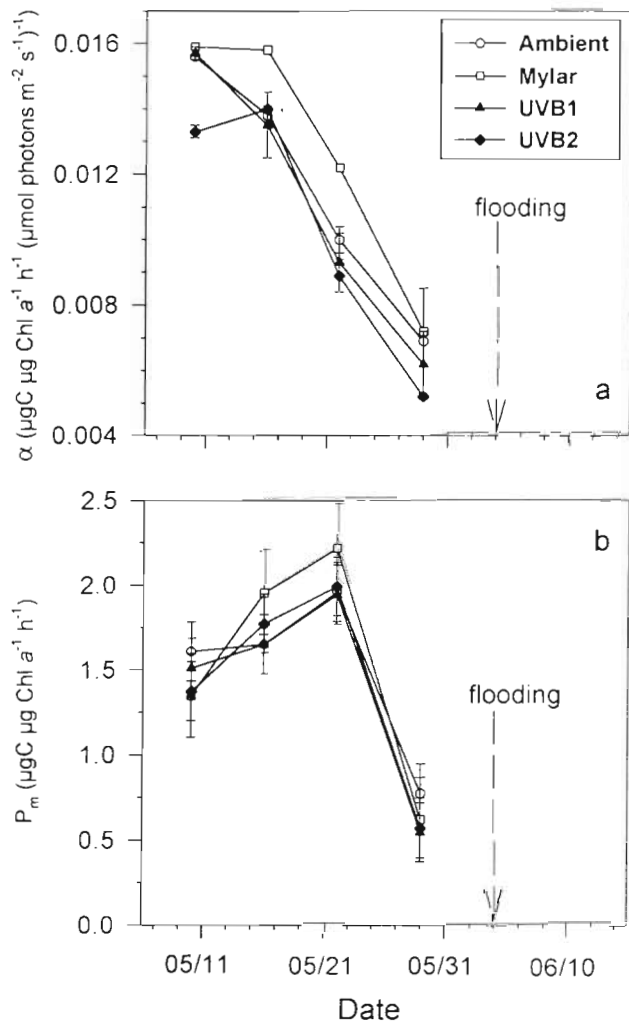 0.016
0.012
0.008
0.004
α (µgC µg Chl a⁻¹ h⁻¹ (µmol photons m⁻² s⁻¹)⁻¹)
Ambient
Mylar
UVB1
UVB2
flooding
a
2.5
2.0
1.5
1.0
0.5
0.0
Pₘ (µgC µg Chl a⁻¹ h⁻¹)
b
flooding
05/11 05/21 05/31 06/10
Date